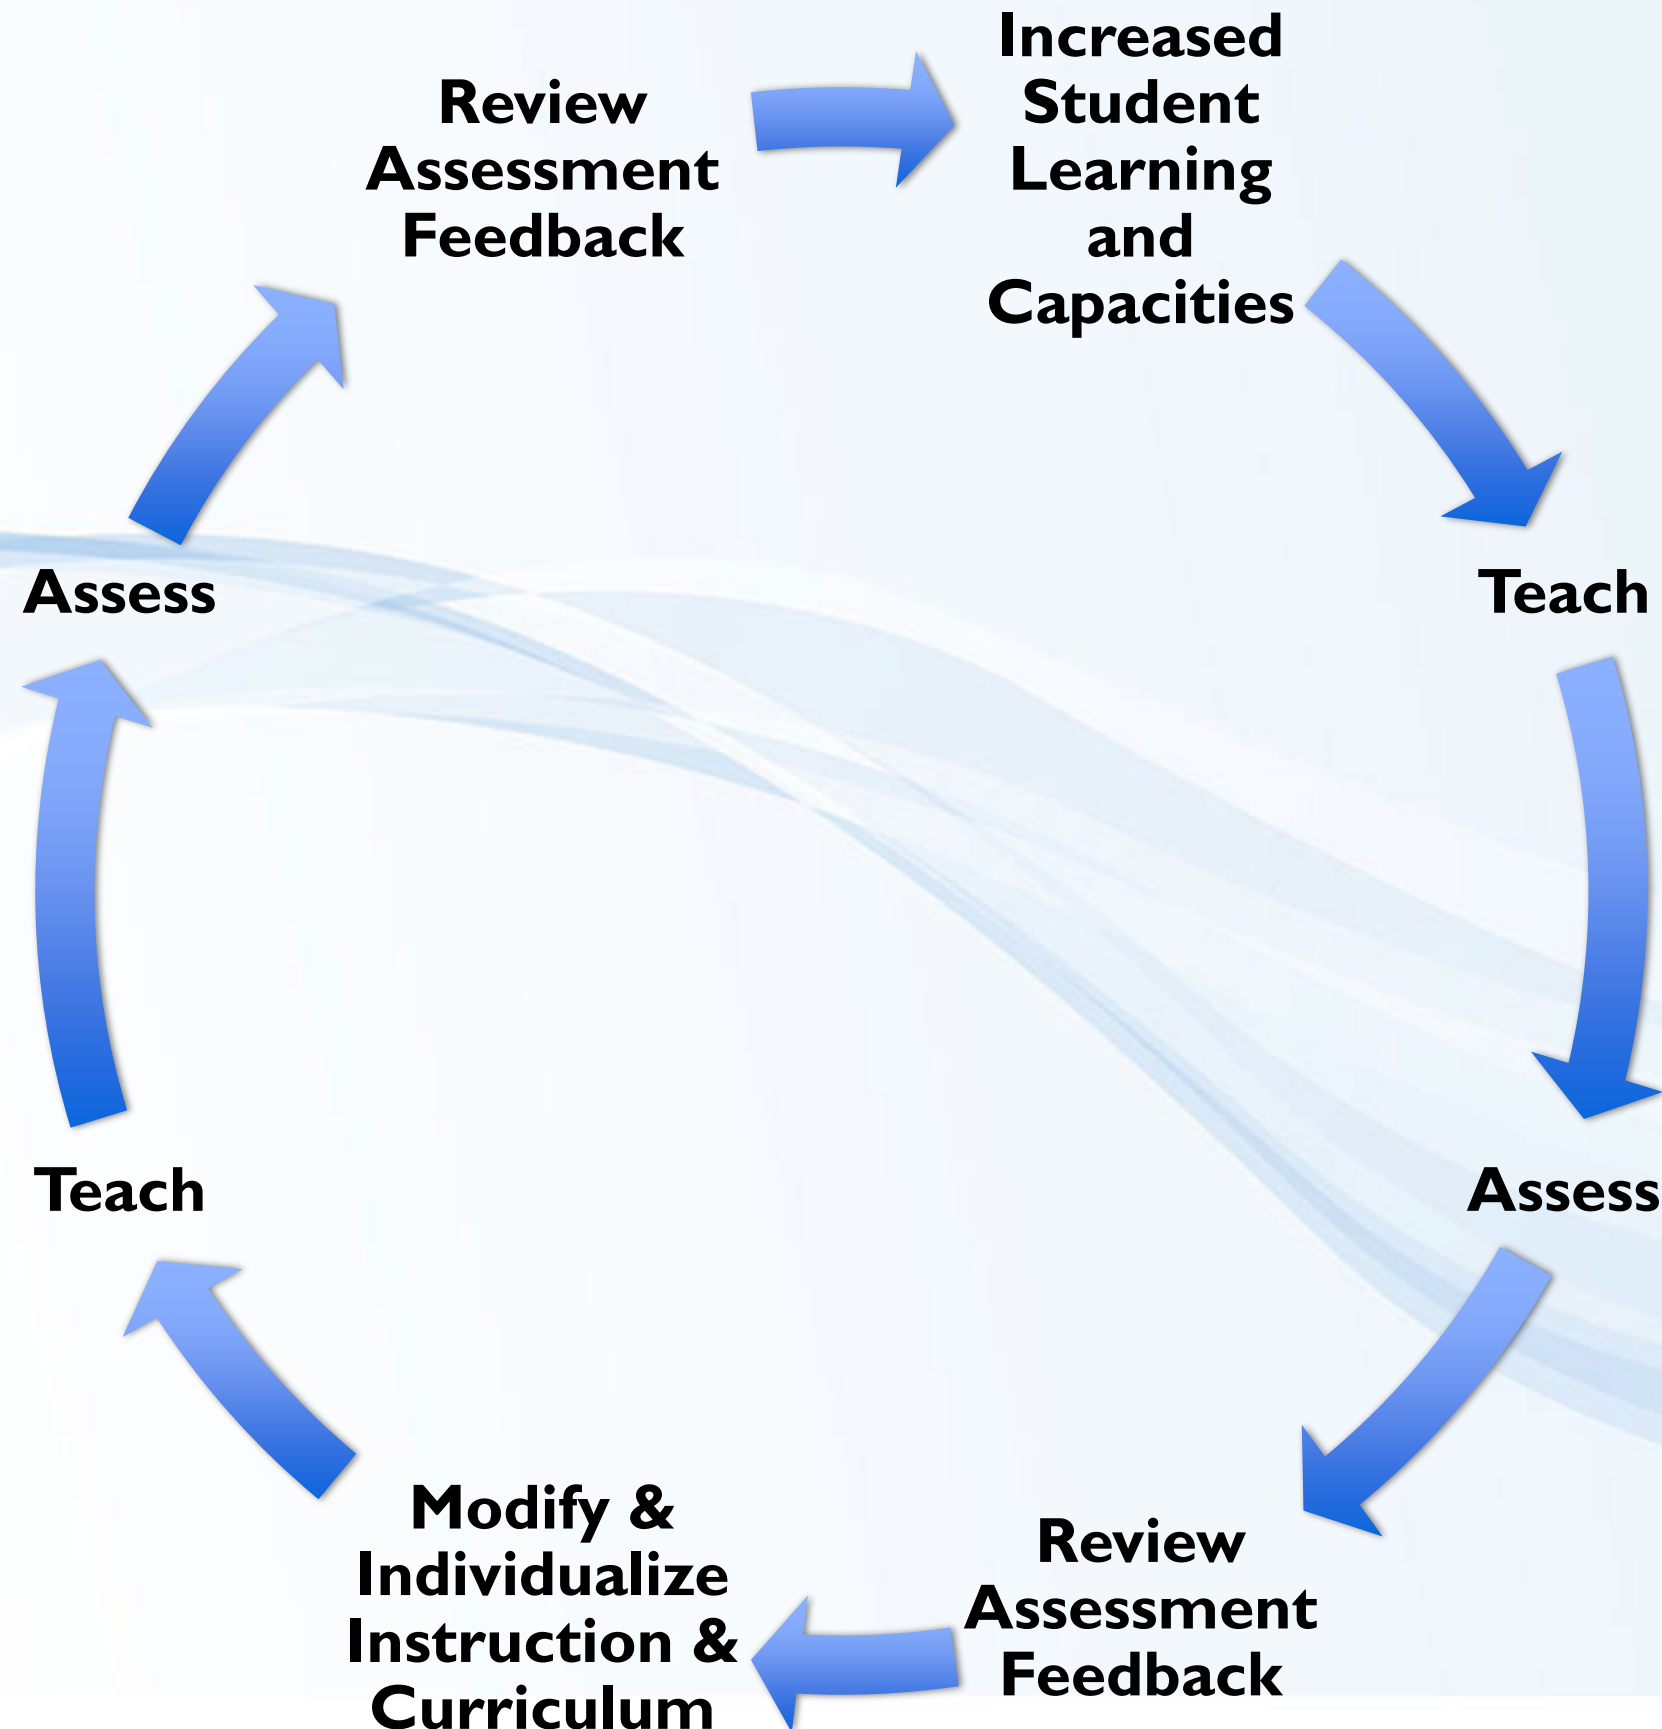 Increased
Student
Learning
and
Capacities
Teach
Assess
Review
Assessment
Feedback
Modify &
Individualize
Instruction &
Curriculum
Teach
Assess
Review
Assessment
Feedback